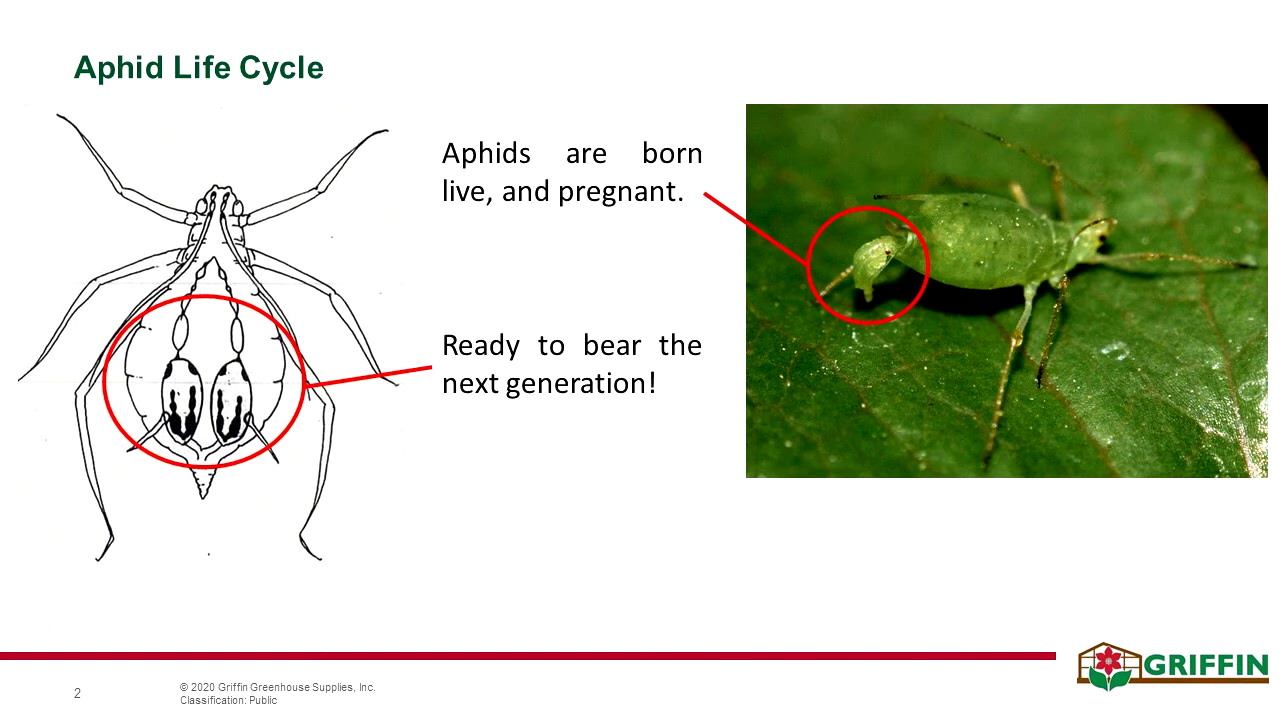 Aphid Life Cycle
Aphids are born
live, and pregnant.
Ready to bear the
next generation!
GRIFFIN
2
© 2020 Griffin Greenhouse Supplies, Inc.
Classification: Public